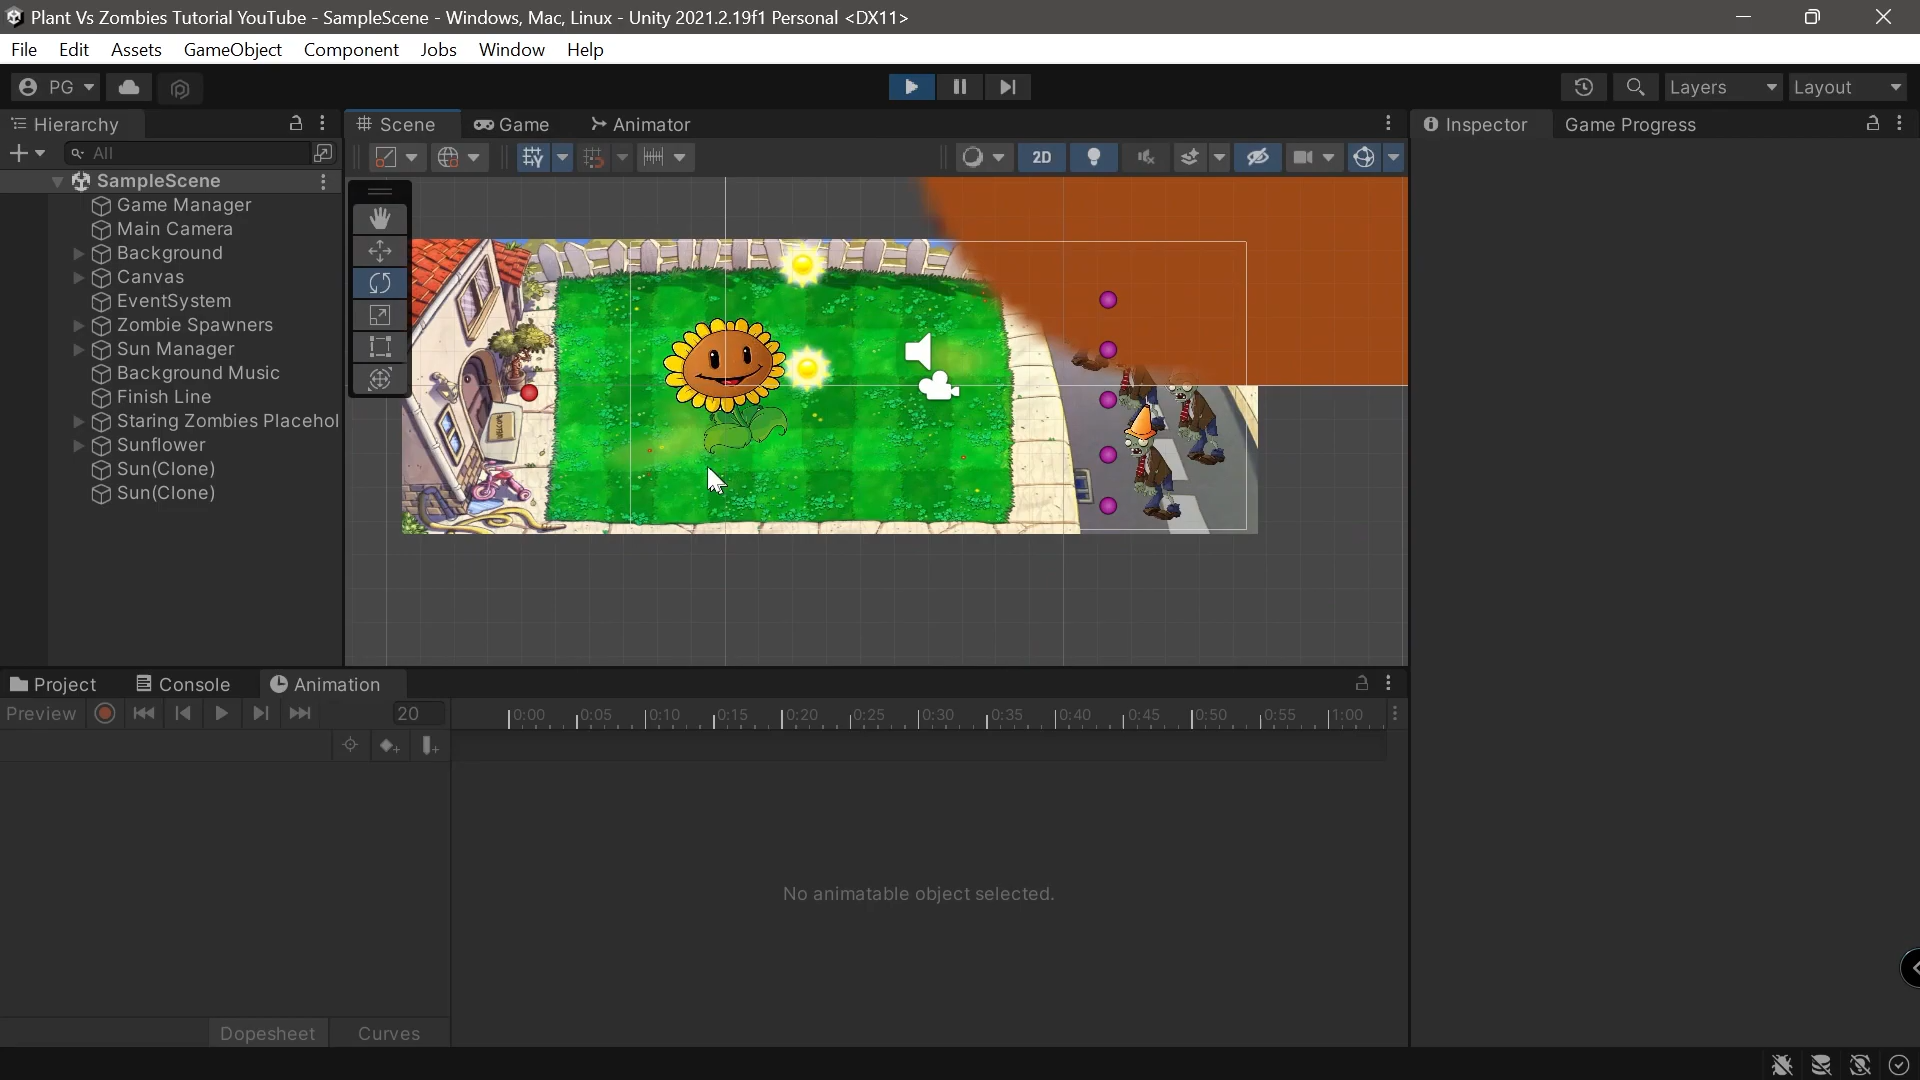 Plant Vs Zombies Tutorial YouTube - SampleScene - Windows, Mac, Linux - Unity 2021.2.19f1 Personal <DX11>
File Edit Assets GameObject Component Jobs Window Help
PG Layers Layout
Hierarchy Scene Game Animator Inspector Game Progress
All 2D
SampleScene
Game Manager
Main Camera
Background
Canvas
EventSystem
Zombie Spawners
Sun Manager
Background Music
Finish Line
Staring Zombies Placehol
Sunflower
Sun(Clone)
Sun(Clone)
WELCOME
Project Console Animation
Preview 20 0:00 0:05 0:10 0:15 0:20 0:25 0:30 0:35 0:40 0:45 0:50 0:55 1:00
No animatable object selected.
Dopesheet Curves